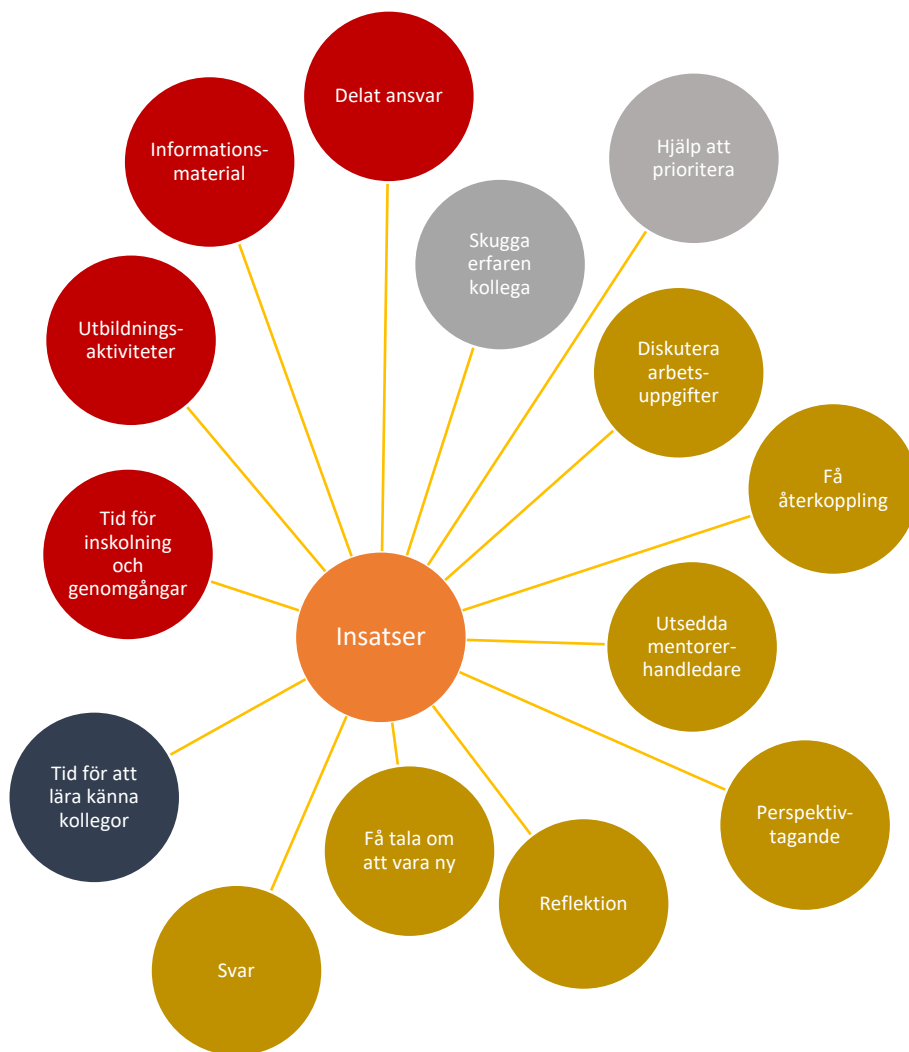 Delat ansvar
Informations-
material
Hjälp att
prioritera
Skugga
erfaren
kollega
Utbildnings-
aktiviteter
Diskutera
arbets-
uppgifter
Få
återkoppling
Tid för
inskolning
och
genomgångar
Insatser
Utsedda
mentorer-
handledare
Tid för att
lära känna
kollegor
Perspektiv-
tagande
Få tala om
att vara ny
Reflektion
Svar